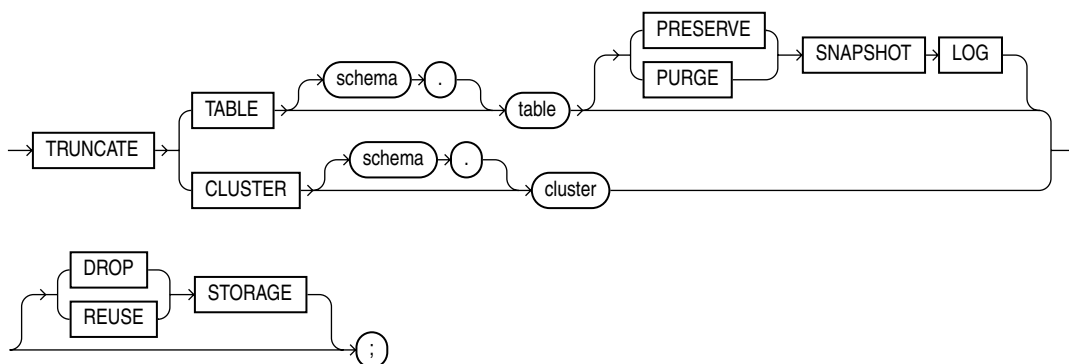 PRESERVE
schema . SNAPSHOT LOG
PURGE
TABLE table
TRUNCATE
schema .
CLUSTER cluster
DROP
STORAGE
REUSE
;